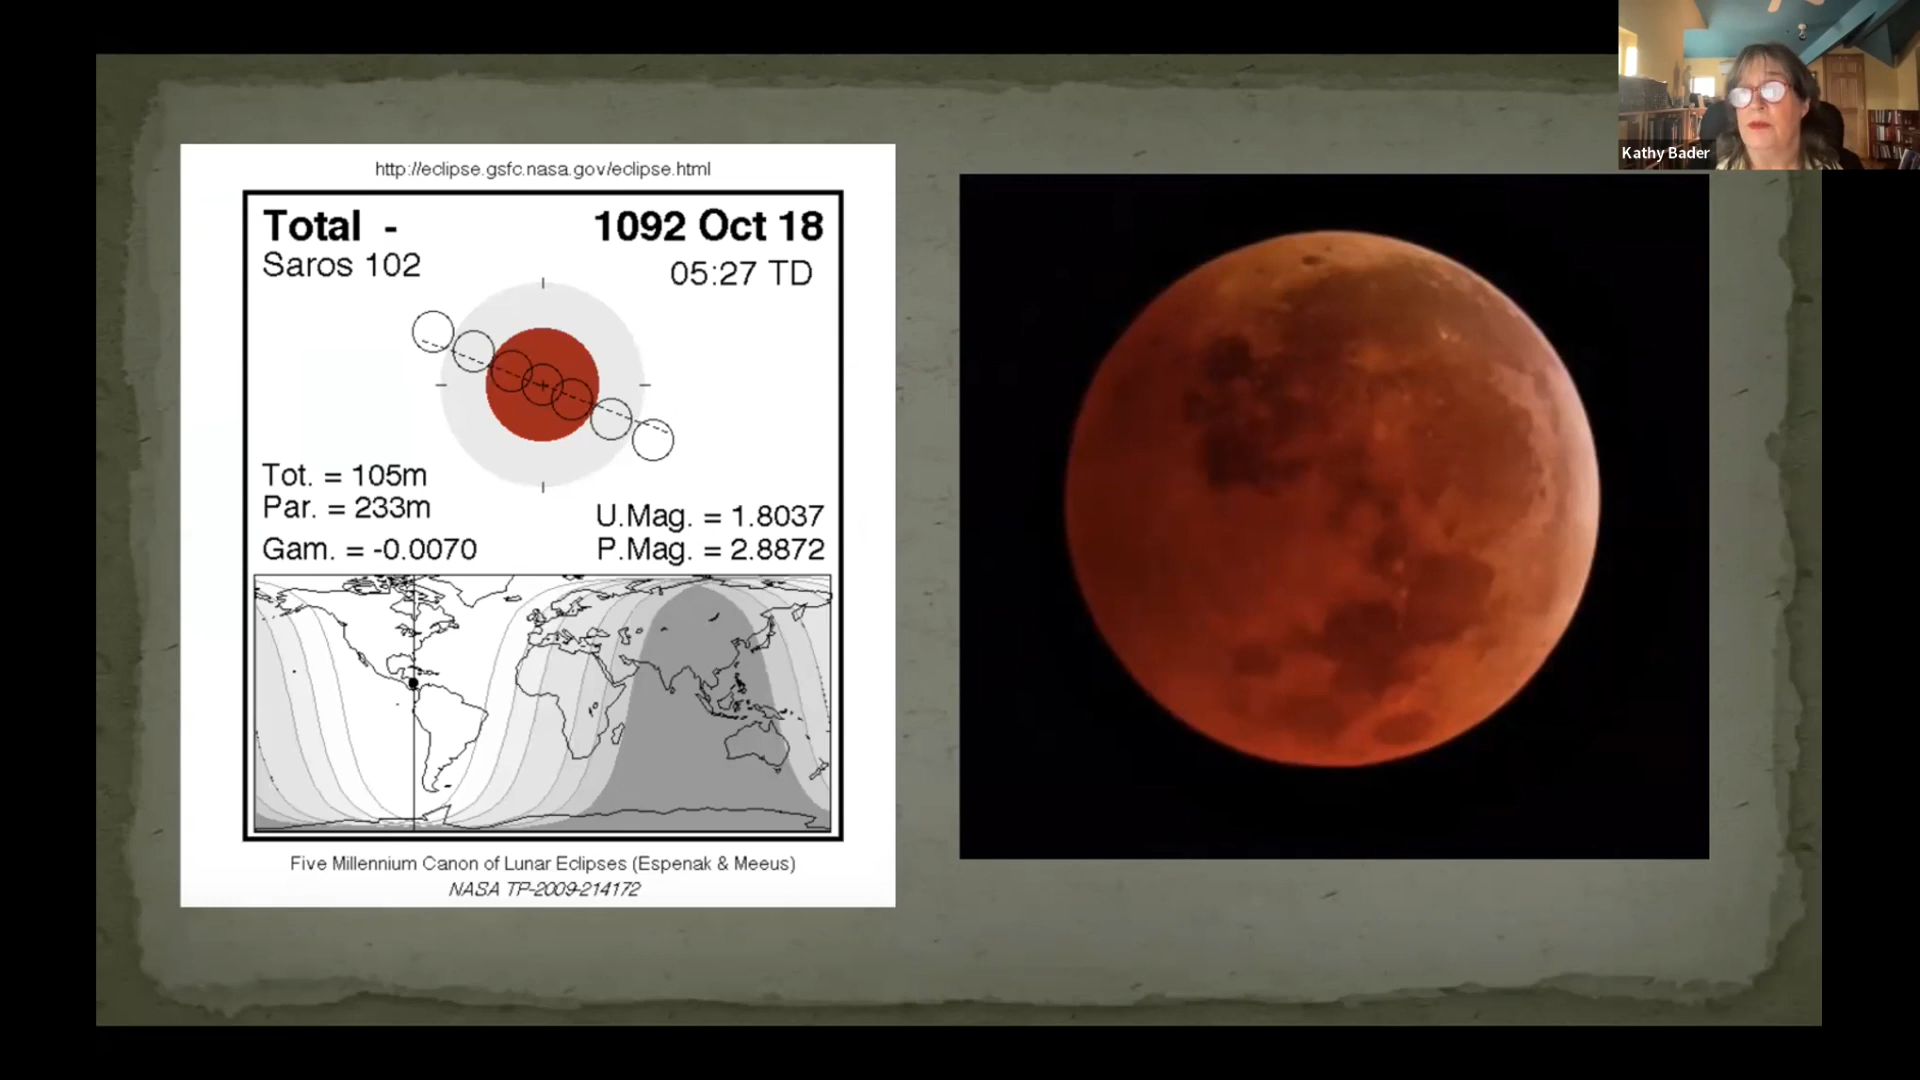 http://eclipse.gsfc.nasa.gov/eclipse.html
Total - 1092 Oct 18
Saros 102 05:27 TD
Tot. = 105m
Par. = 233m
U.Mag. = 1.8037
Gam. = -0.0070 P.Mag. = 2.8872
Five Millennium Canon of Lunar Eclipses (Espenak & Meeus)
NASA TP-2009-214172
Kathy Bader